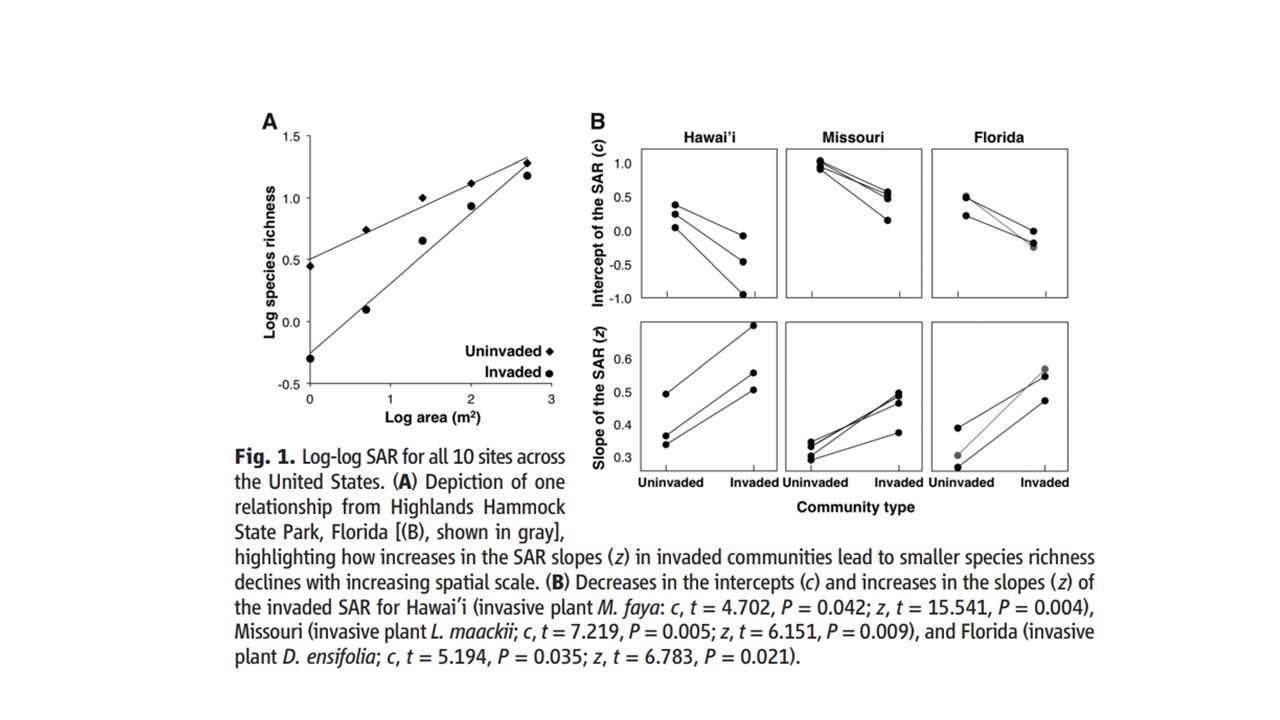 A
1.5
1.0
0.5
0.0
-0.5
Log species richness
Uninvaded
Invaded
0 1 2 3
Log area (m²)
B
Hawai'i Missouri Florida
Intercept of the SAR (c)
1.0
0.5
0.0
-0.5
-1.0
Slope of the SAR (z)
0.6
0.5
0.4
0.3
Uninvaded Invaded Uninvaded Invaded Uninvaded Invaded
Community type
Fig. 1. Log-log SAR for all 10 sites across
the United States. (A) Depiction of one
relationship from Highlands Hammock
State Park, Florida [(B), shown in gray],
highlighting how increases in the SAR slopes (z) in invaded communities lead to smaller species richness
declines with increasing spatial scale. (B) Decreases in the intercepts (c) and increases in the slopes (z) of
the invaded SAR for Hawai'i (invasive plant M. faya: c, t = 4.702, P = 0.042; z, t = 15.541, P = 0.004),
Missouri (invasive plant L. maackii; c, t = 7.219, P = 0.005; z, t = 6.151, P = 0.009), and Florida (invasive
plant D. ensifolia; c, t = 5.194, P = 0.035; z, t = 6.783, P = 0.021).